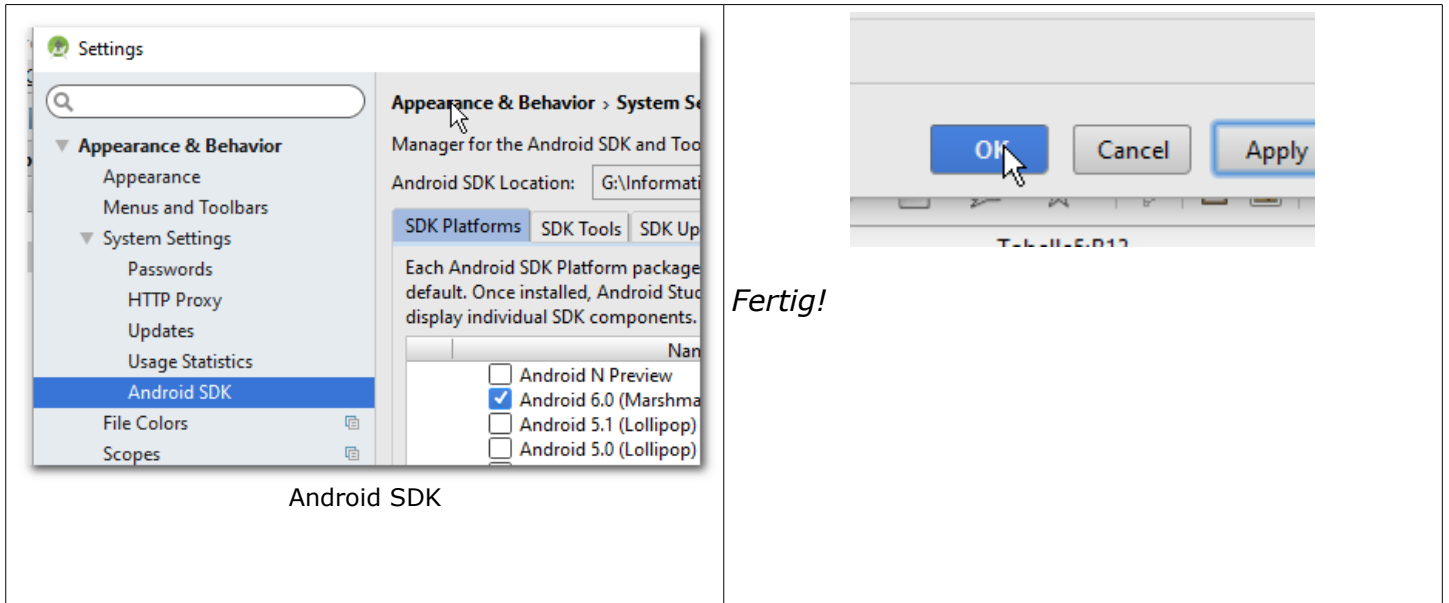 Settings
Appearance & Behavior › System Se
Appearance & Behavior
Manager for the Android SDK and Too
Appearance
Android SDK Location: G:\Informati
Menus and Toolbars
SDK Platforms SDK Tools SDK Up
System Settings
Passwords
Each Android SDK Platform package
HTTP Proxy
default. Once installed, Android Stud
Updates
display individual SDK components.
Usage Statistics
Nam
Android SDK
Android N Preview
Android 6.0 (Marshma
File Colors
Android 5.1 (Lollipop)
Scopes
Android 5.0 (Lollipop)
Android SDK
OK Cancel Apply
Fertig!